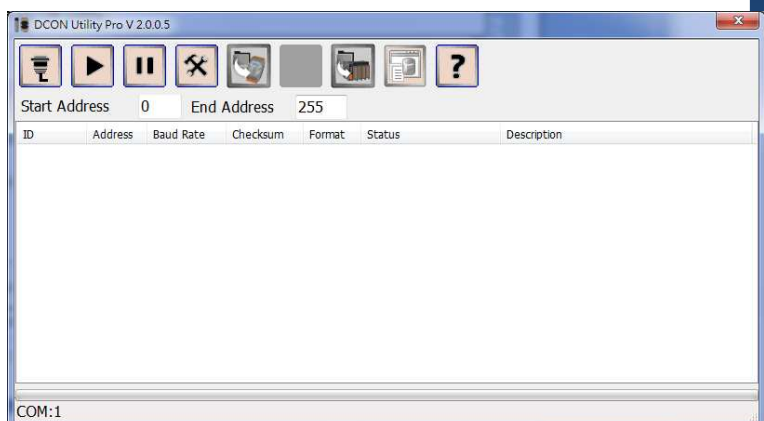 DCON Utility Pro V 2.0.0.5
x
?
Start Address 0 End Address 255
ID Address Baud Rate Checksum Format Status Description
COM:1